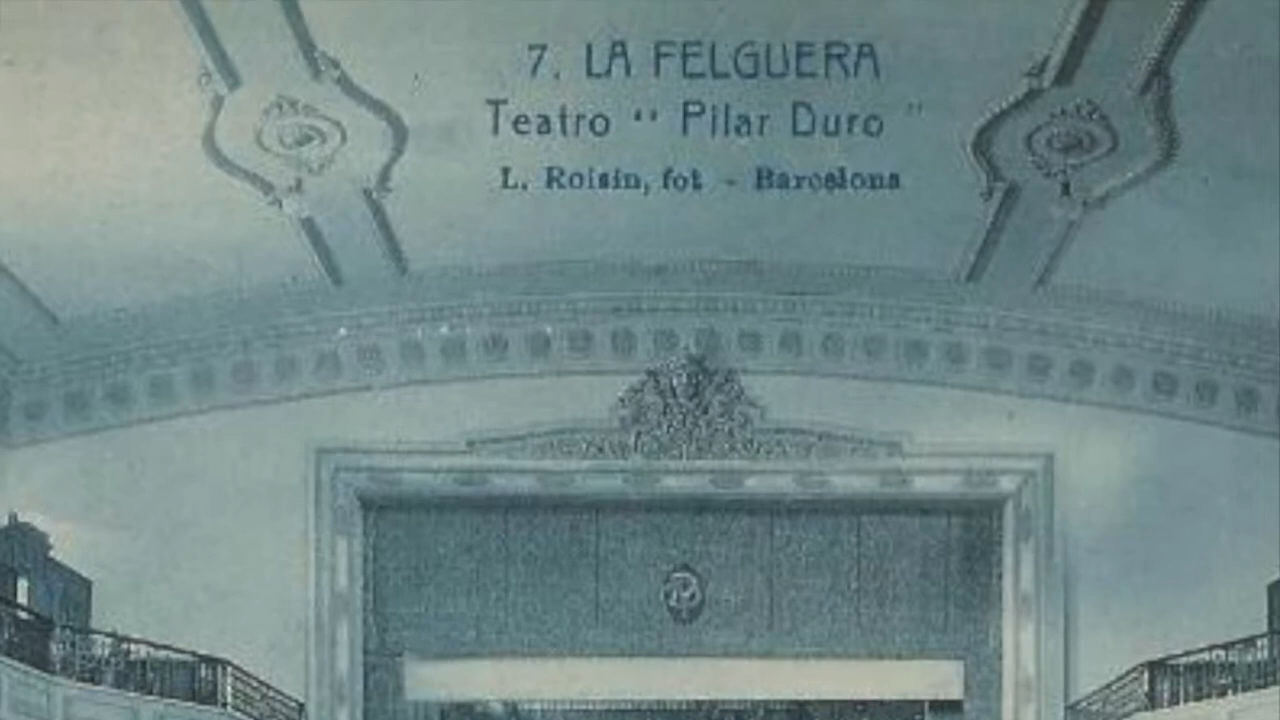 7. LA FELGUERA
Teatro " Pilar Duro "
L. Roisin, fot - Barcelona